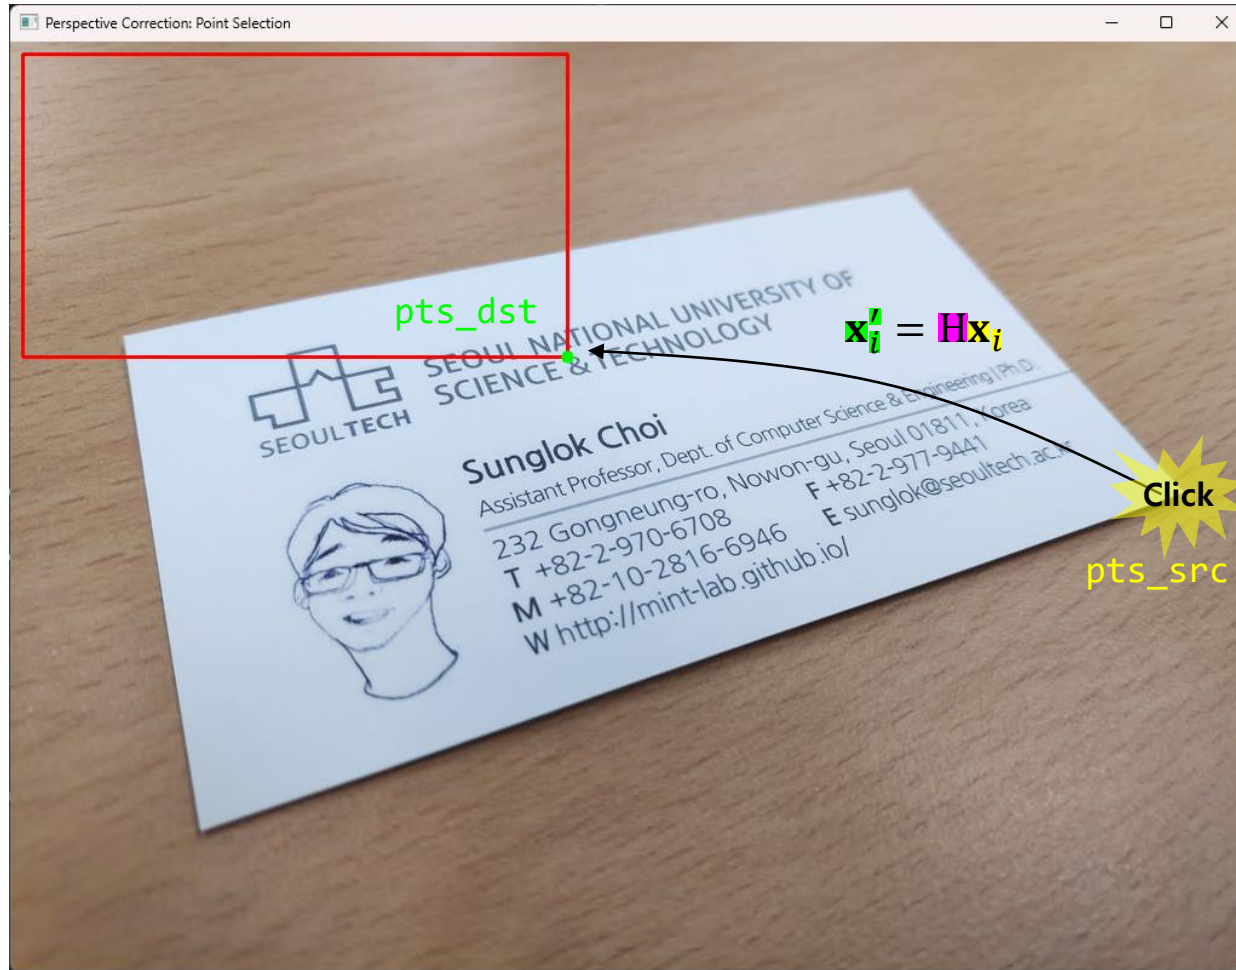 Perspective Correction: Point Selection
pts_dst
x′ᵢ = Hxᵢ
SEOUL NATIONAL UNIVERSITY OF
SCIENCE & TECHNOLOGY
SEOULTECH
Sunglok Choi
Assistant Professor, Dept. of Computer Science & Engineering | Ph.D.
232 Gongneung-ro, Nowon-gu, Seoul 01811, Korea
T +82-2-970-6708 F +82-2-977-9441
M +82-10-2816-6946 E sunglok@seoultech.ac.kr
W http://mint-lab.github.io/
Click
pts_src